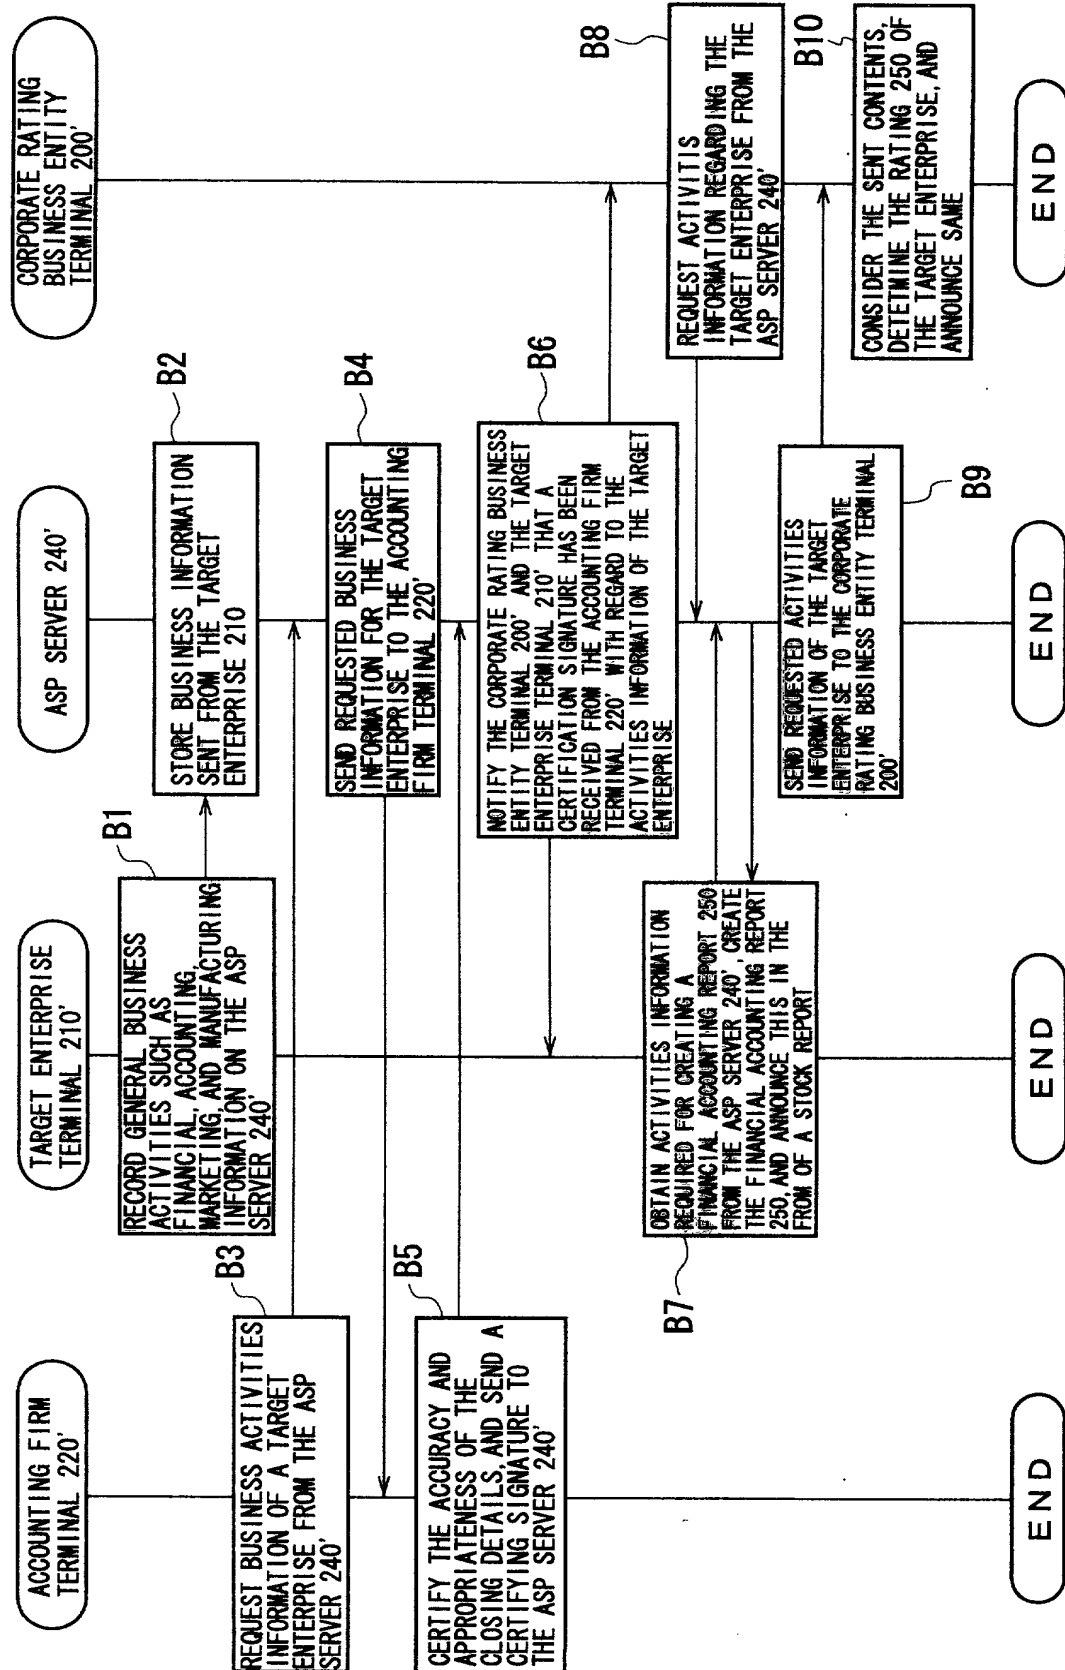 ACCOUNTING FIRM
TERMINAL 220'
TARGET ENTERPRISE
TERMINAL 210'
ASP SERVER 240'
CORPORATE RATING
BUSINESS ENTITY
TERMINAL 200'
B1
RECORD GENERAL BUSINESS
ACTIVITIES SUCH AS
FINANCIAL, ACCOUNTING,
MARKETING, AND MANUFACTURING
INFORMATION ON THE ASP
SERVER 240'
B2
STORE BUSINESS INFORMATION
SENT FROM THE TARGET
ENTERPRISE 210
B3
REQUEST BUSINESS ACTIVITIES
INFORMATION OF A TARGET
ENTERPRISE FROM THE ASP
SERVER 240'
B4
SEND REQUESTED BUSINESS
INFORMATION FOR THE TARGET
ENTERPRISE TO THE ACCOUNTING
FIRM TERMINAL 220'
B5
CERTIFY THE ACCURACY AND
APPROPRIATENESS OF THE
CLOSING DETAILS, AND SEND A
CERTIFYING SIGNATURE TO
THE ASP SERVER 240'
B6
NOTIFY THE CORPORATE RATING BUSINESS
ENTITY TERMINAL 200' AND THE TARGET
ENTERPRISE TERMINAL 210' THAT A
CERTIFICATION SIGNATURE HAS BEEN
RECEIVED FROM THE ACCOUNTING FIRM
TERMINAL 220' WITH REGARD TO THE
ACTIVITIES INFORMATION OF THE TARGET
ENTERPRISE
B7
OBTAIN ACTIVITIES INFORMATION
REQUIRED FOR CREATING A
FINANCIAL ACCOUNTING REPORT 250
FROM THE ASP SERVER 240', CREATE
THE FINANCIAL ACCOUNTING REPORT
250, AND ANNOUNCE THIS IN THE
FROM OF A STOCK REPORT
B8
REQUEST ACTIVITIS
INFORMATION REGARDING THE
TARGET ENTERPRISE FROM THE
ASP SERVER 240'
B9
SEND REQUESTED ACTIVITIES
INFORMATION OF THE TARGET
ENTERPRISE TO THE CORPORATE
RATING BUSINESS ENTITY TERMINAL
200'
B10
CONSIDER THE SENT CONTENTS,
DETETMINE THE RATING 250 OF
THE TARGET ENTERPRISE, AND
ANNOUNCE SAME
END
END
END
END